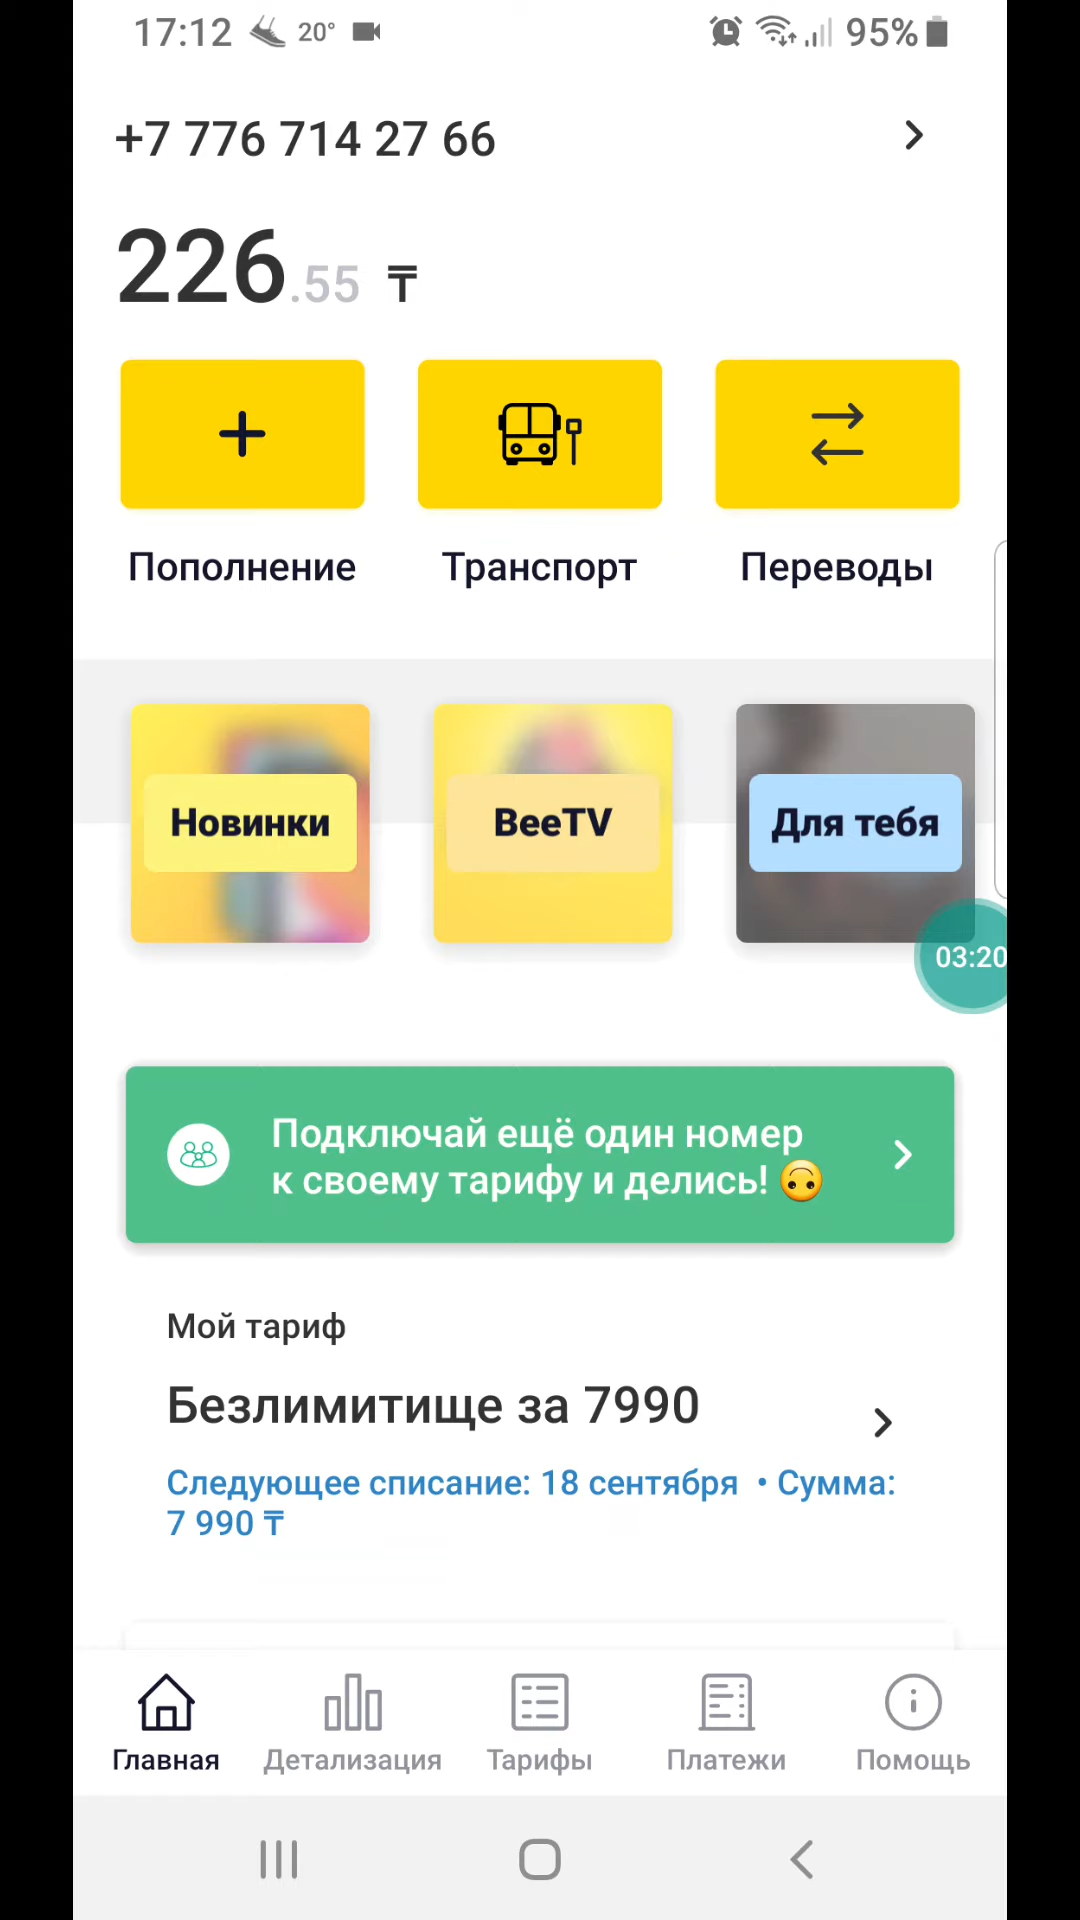 17:12 20° 95%
+7 776 714 27 66
226.55 ₸
Пополнение Транспорт Переводы
Новинки BeeTV Для тебя
03:20
Подключай ещё один номер
к своему тарифу и делись! 🙃
Мой тариф
Безлимитище за 7990
Следующее списание: 18 сентября • Сумма:
7 990 ₸
Главная Детализация Тарифы Платежи Помощь